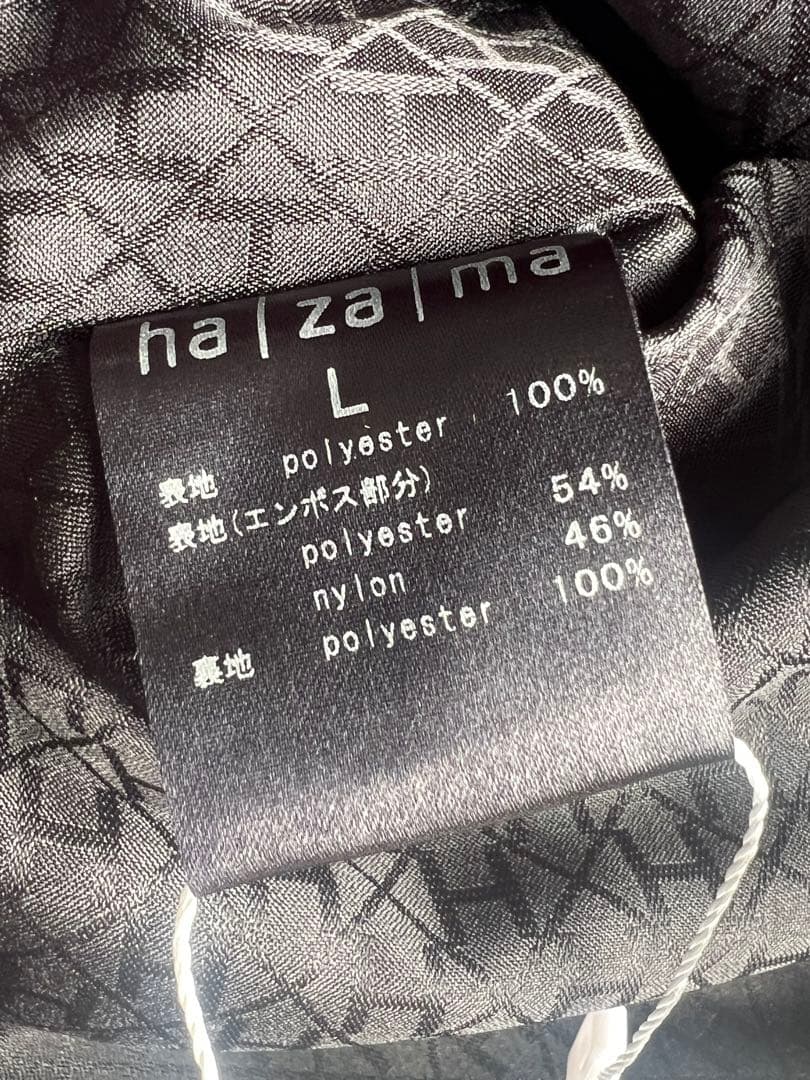 ha|za|ma
L
表地 polyester 100%
表地(エンボス部分)
polyester 54%
nylon 46%
裏地 polyester 100%